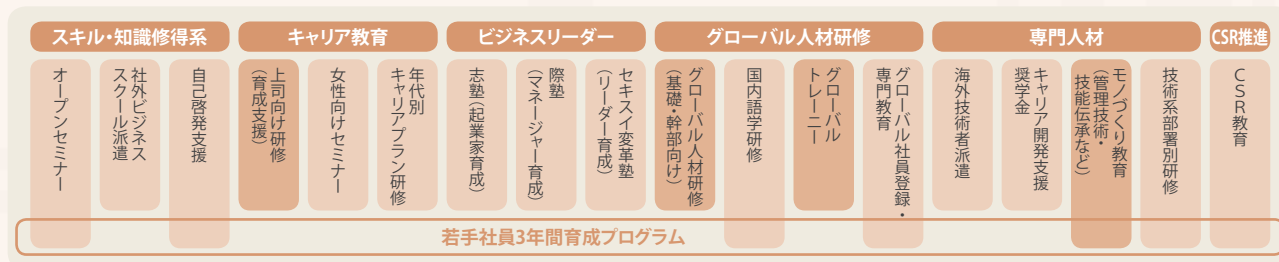 スキル・知識修得系
オープンセミナー
社外ビジネス
スクール派遣
自己啓発支援
キャリア教育
上司向け研修
(育成支援)
女性向けセミナー
年代別
キャリアプラン研修
ビジネスリーダー
志塾(起業家育成)
際塾
(マネージャー育成)
セキスイ変革塾
(リーダー育成)
グローバル人材研修
グローバル人材研修
(基礎・幹部向け)
国内語学研修
グローバル
トレーニー
グローバル社員登録・
専門教育
専門人材
海外技術者派遣
キャリア開発支援
奨学金
モノづくり教育
(管理技術・
技能伝承など)
技術系部署別研修
CSR推進
CSR教育
若手社員3年間育成プログラム